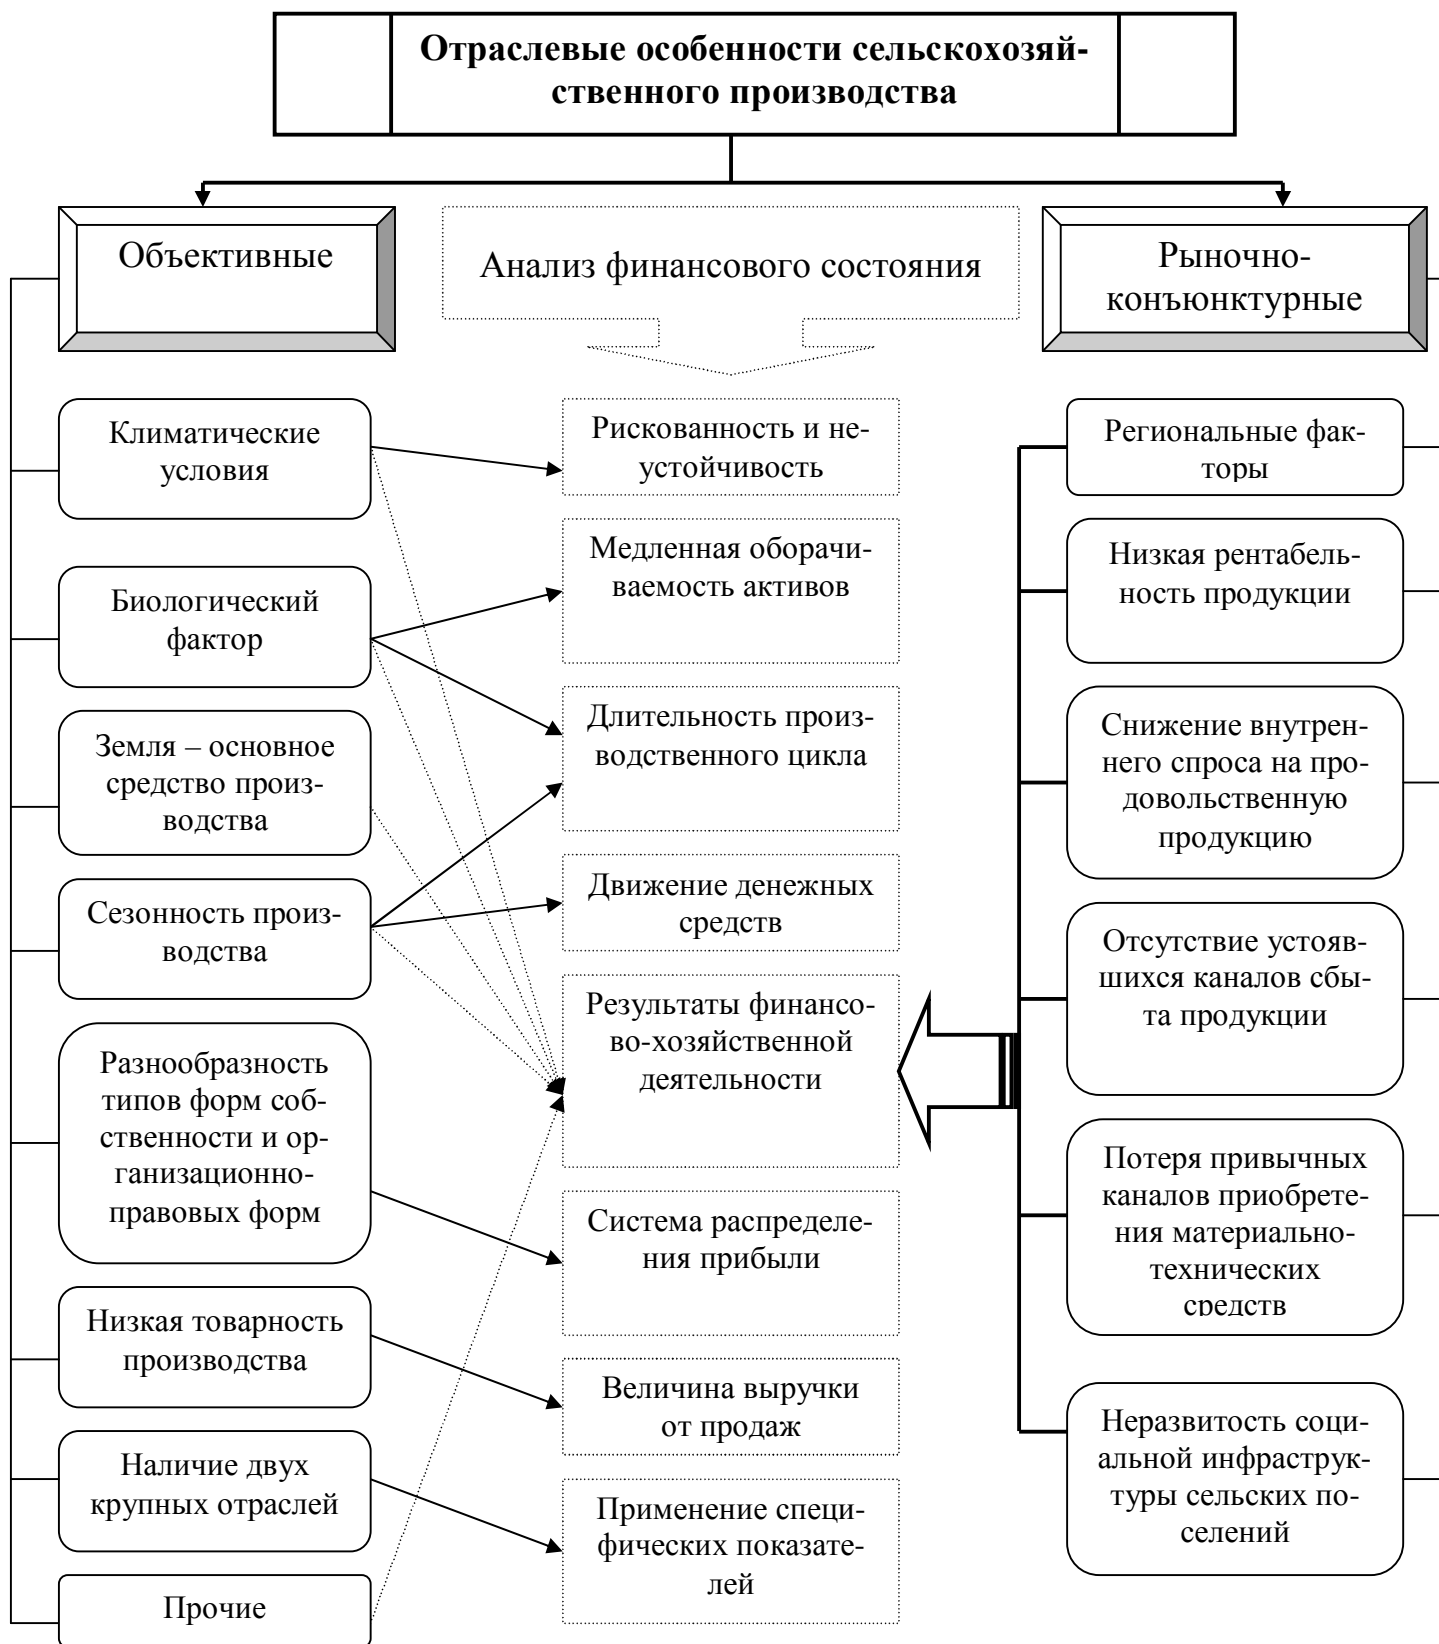 Отраслевые особенности сельскохозяй-
ственного производства
Объективные
Анализ финансового состояния
Рыночно-
конъюнктурные
Климатические
условия
Биологический
фактор
Земля – основное
средство произ-
водства
Сезонность произ-
водства
Разнообразность
типов форм соб-
ственности и ор-
ганизационно-
правовых форм
Низкая товарность
производства
Наличие двух
крупных отраслей
Прочие
Рискованность и не-
устойчивость
Медленная оборачи-
ваемость активов
Длительность произ-
водственного цикла
Движение денежных
средств
Результаты финансо-
во-хозяйственной
деятельности
Система распределе-
ния прибыли
Величина выручки
от продаж
Применение специ-
фических показате-
лей
Региональные фак-
торы
Низкая рентабель-
ность продукции
Снижение внутрен-
него спроса на про-
довольственную
продукцию
Отсутствие устояв-
шихся каналов сбы-
та продукции
Потеря привычных
каналов приобрете-
ния материально-
технических
средств
Неразвитость соци-
альной инфраструк-
туры сельских по-
селений